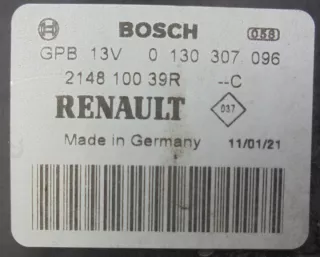 BOSCH 058
GPB 13V 0 130 307 096
2148 100 39R --C
RENAULT 037
Made in Germany 11/01/21